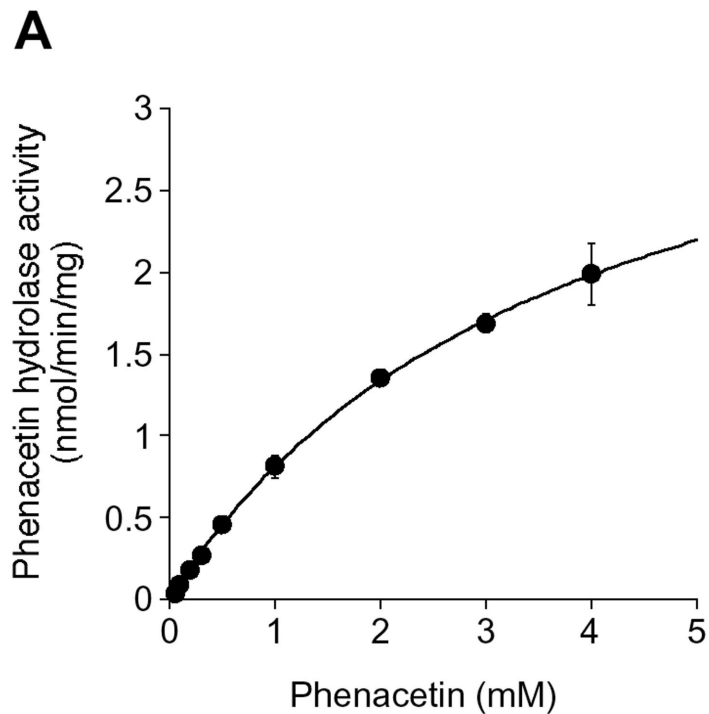 A
Phenacetin hydrolase activity
(nmol/min/mg)
3
2.5
2
1.5
1
0.5
0
0 1 2 3 4 5
Phenacetin (mM)